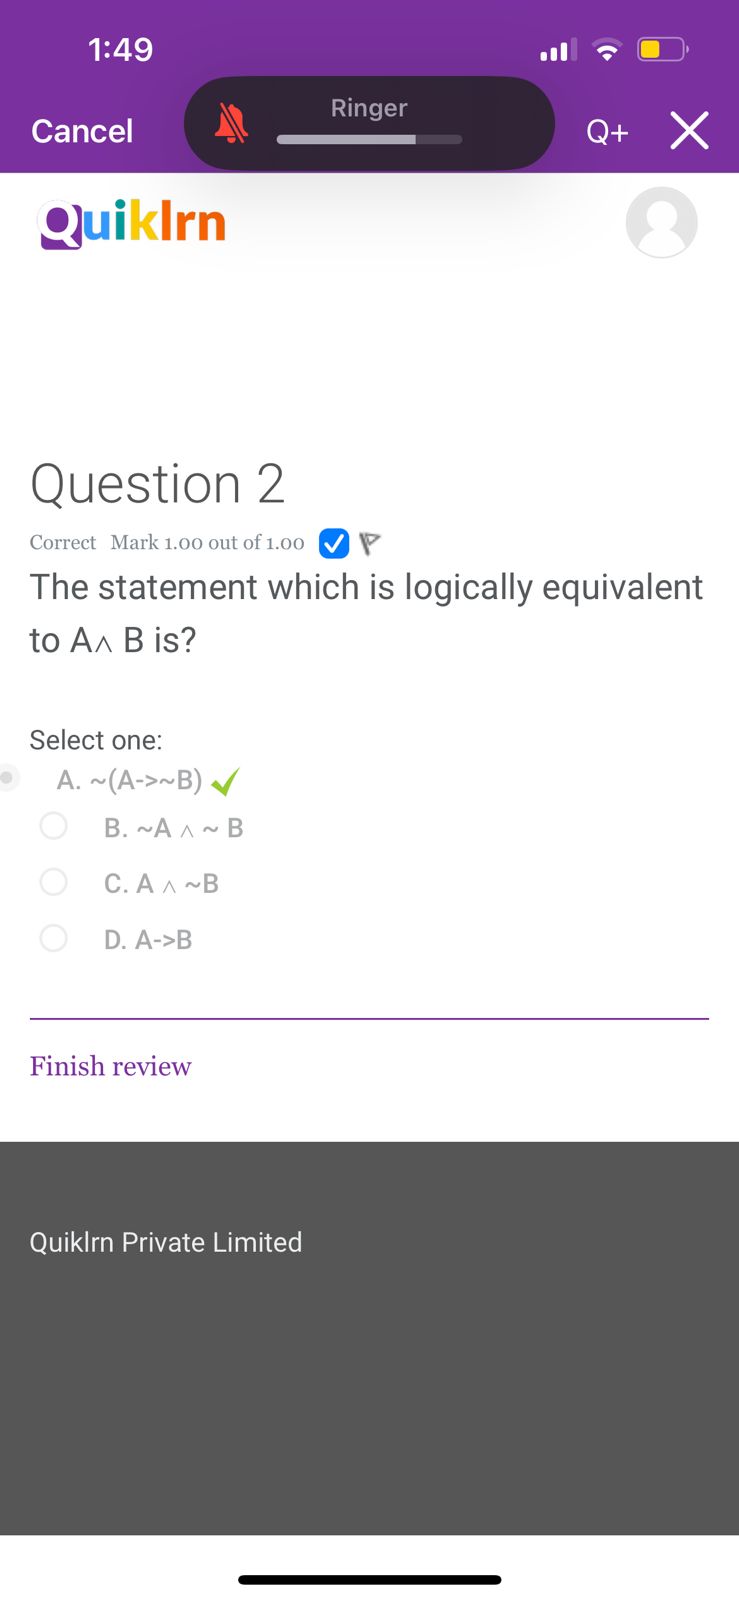 1:49
Ringer
Cancel
Q+
Quiklrn
Question 2
Correct Mark 1.00 out of 1.00
The statement which is logically equivalent
to A∧ B is?
Select one:
A. ~(A->~B)
B. ~A ∧ ~ B
C. A ∧ ~B
D. A->B
Finish review
Quiklrn Private Limited